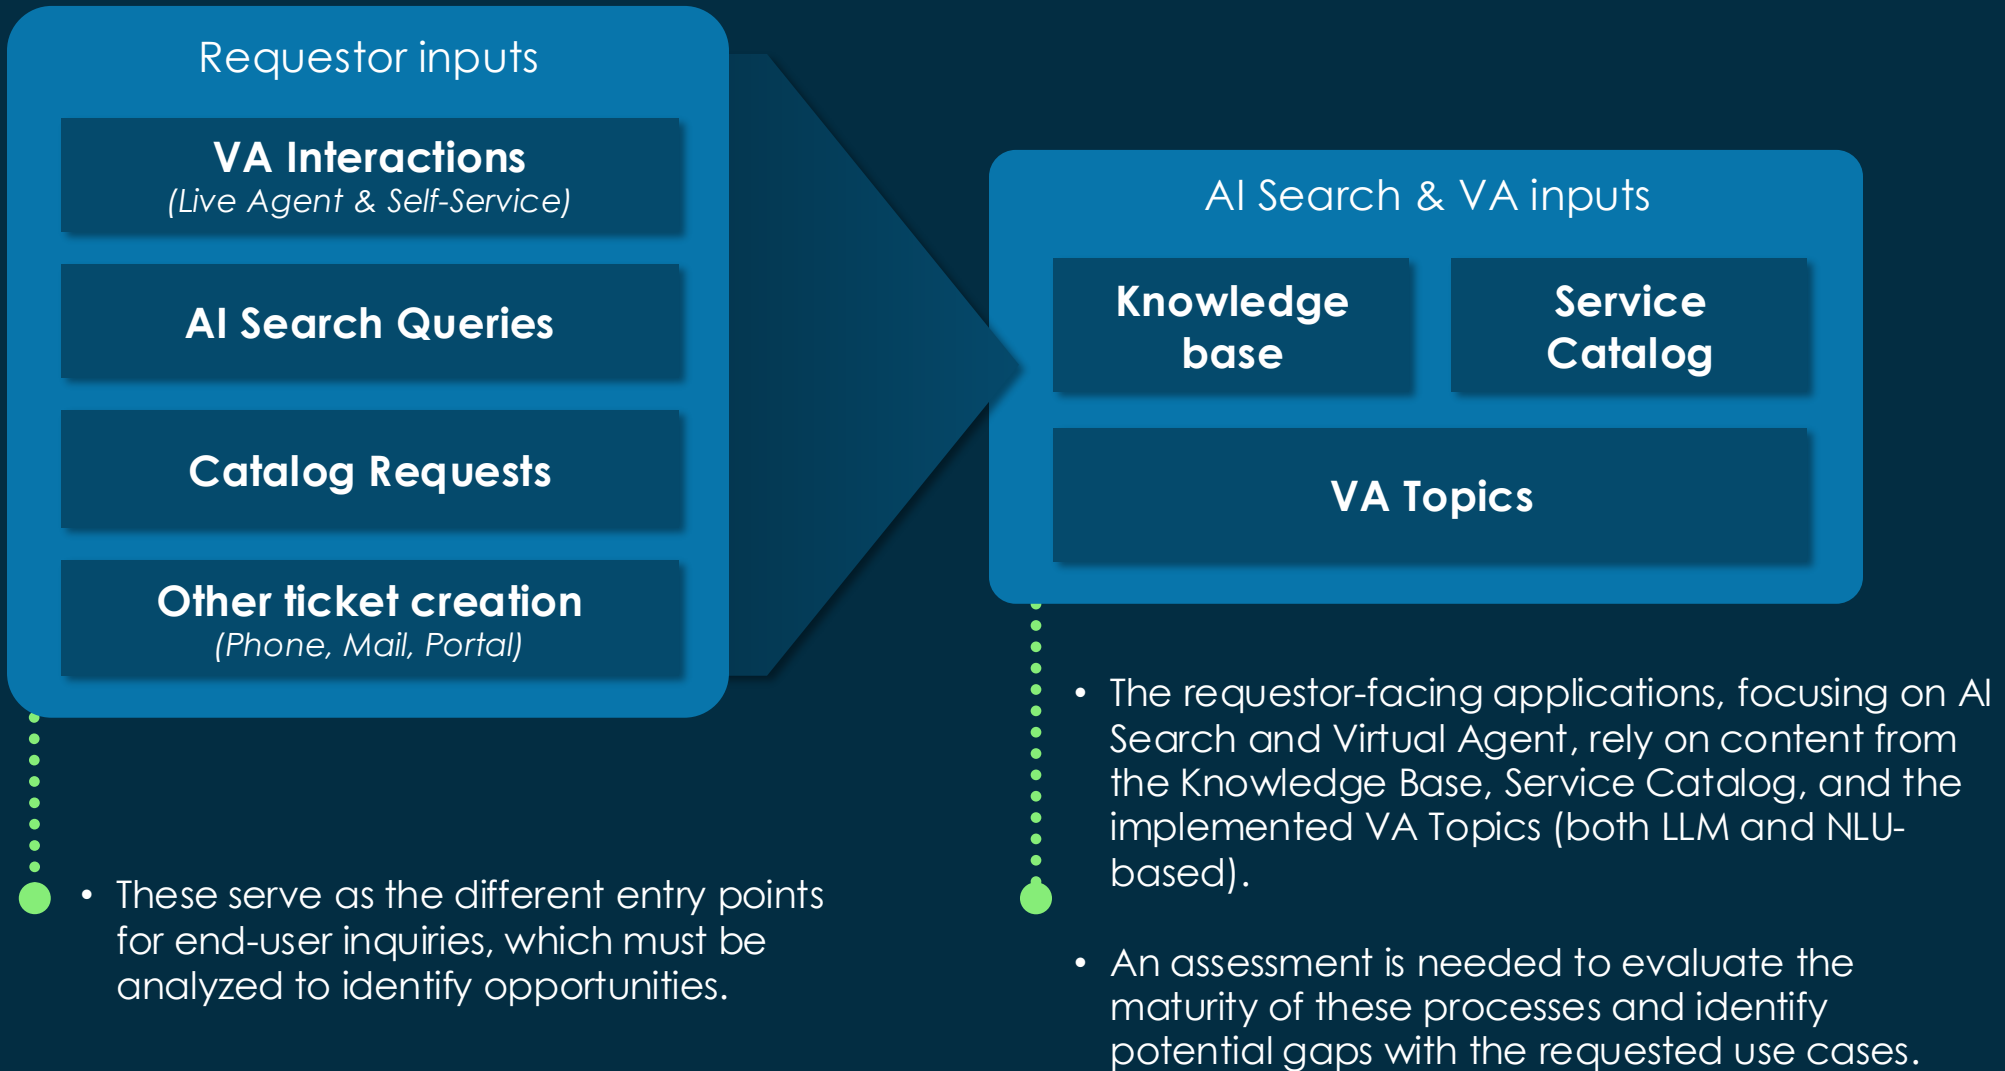 Requestor inputs
VA Interactions
(Live Agent & Self-Service)
AI Search Queries
Catalog Requests
Other ticket creation
(Phone, Mail, Portal)
• These serve as the different entry points
for end-user inquiries, which must be
analyzed to identify opportunities.
AI Search & VA inputs
Knowledge
base
Service
Catalog
VA Topics
• The requestor-facing applications, focusing on AI
Search and Virtual Agent, rely on content from
the Knowledge Base, Service Catalog, and the
implemented VA Topics (both LLM and NLU-
based).
• An assessment is needed to evaluate the
maturity of these processes and identify
potential gaps with the requested use cases.